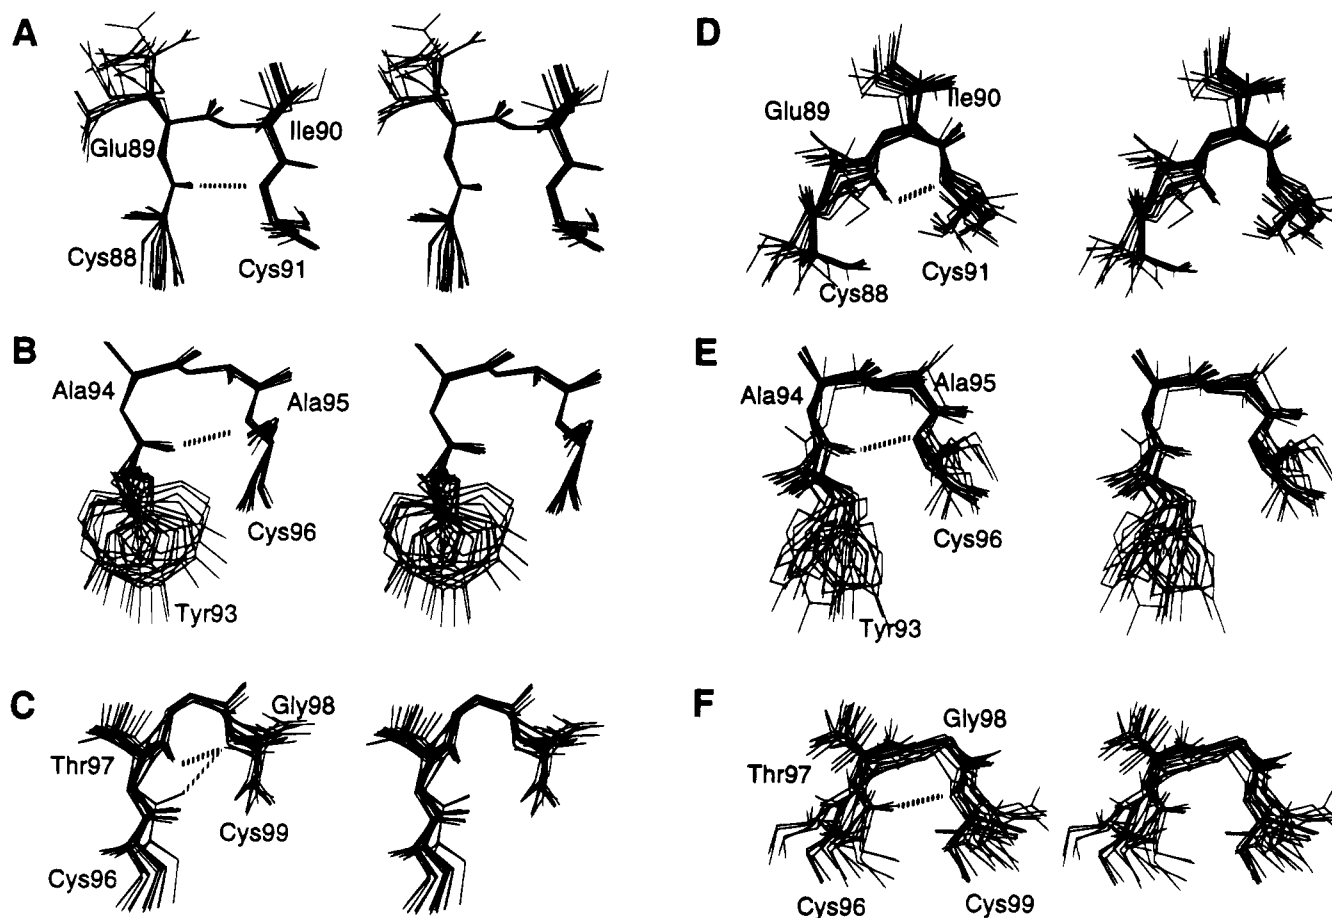 A
Glu89
Ile90
Cys88
Cys91
B
Ala94
Ala95
Cys96
Tyr93
C
Gly98
Thr97
Cys99
Cys96
D
Ile90
Glu89
Cys91
Cys88
E
Ala95
Ala94
Cys96
Tyr93
F
Gly98
Thr97
Cys96
Cys99